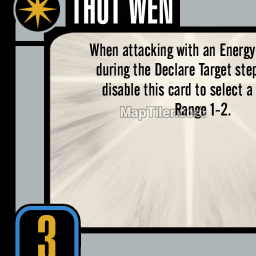 THOT WEN
When attacking with an Energy
during the Declare Target step
disable this card to select a
Range 1-2.
MapTiler
3